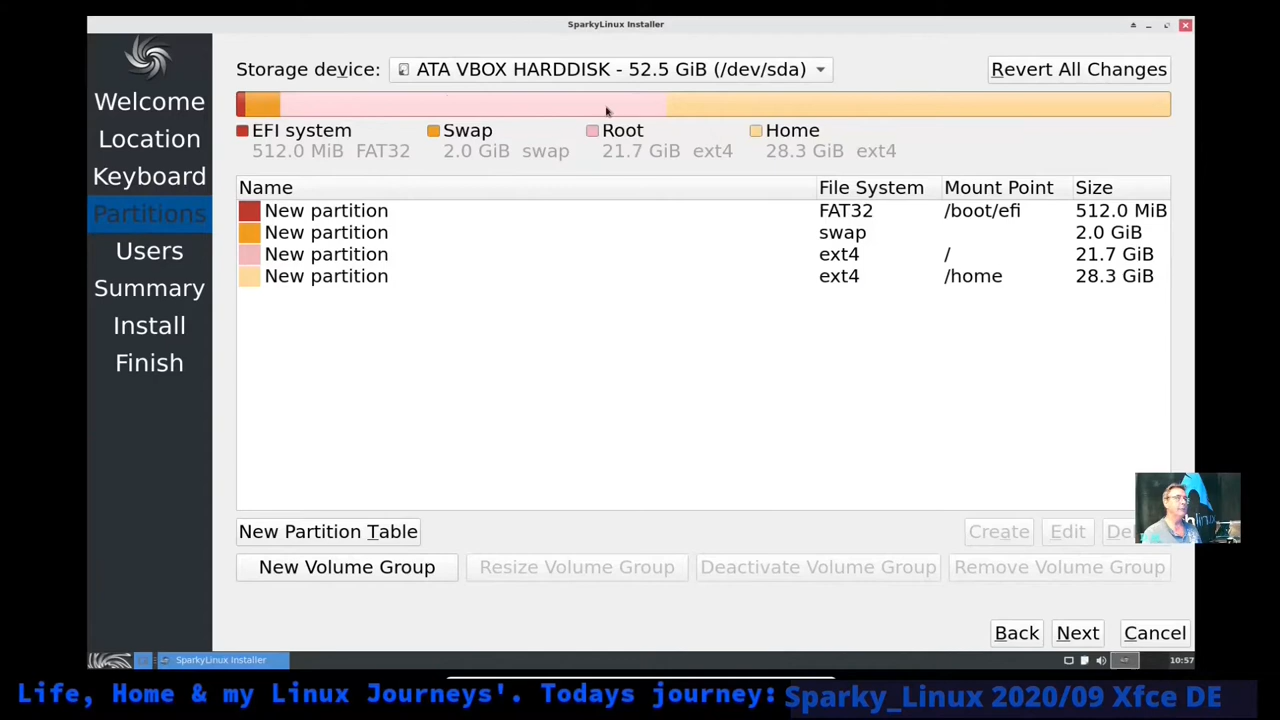 SparkyLinux Installer
Welcome
Location
Keyboard
Partitions
Users
Summary
Install
Finish
Storage device: ATA VBOX HARDDISK - 52.5 GiB (/dev/sda) Revert All Changes
EFI system Swap Root Home
512.0 MiB FAT32 2.0 GiB swap 21.7 GiB ext4 28.3 GiB ext4
Name File System Mount Point Size
New partition FAT32 /boot/efi 512.0 MiB
New partition swap 2.0 GiB
New partition ext4 / 21.7 GiB
New partition ext4 /home 28.3 GiB
New Partition Table Create Edit
New Volume Group Resize Volume Group Deactivate Volume Group Remove Volume Group
Back Next Cancel
SparkyLinux Installer 10:57
Life, Home & my Linux Journeys'. Todays journey: Sparky_Linux 2020/09 Xfce DE